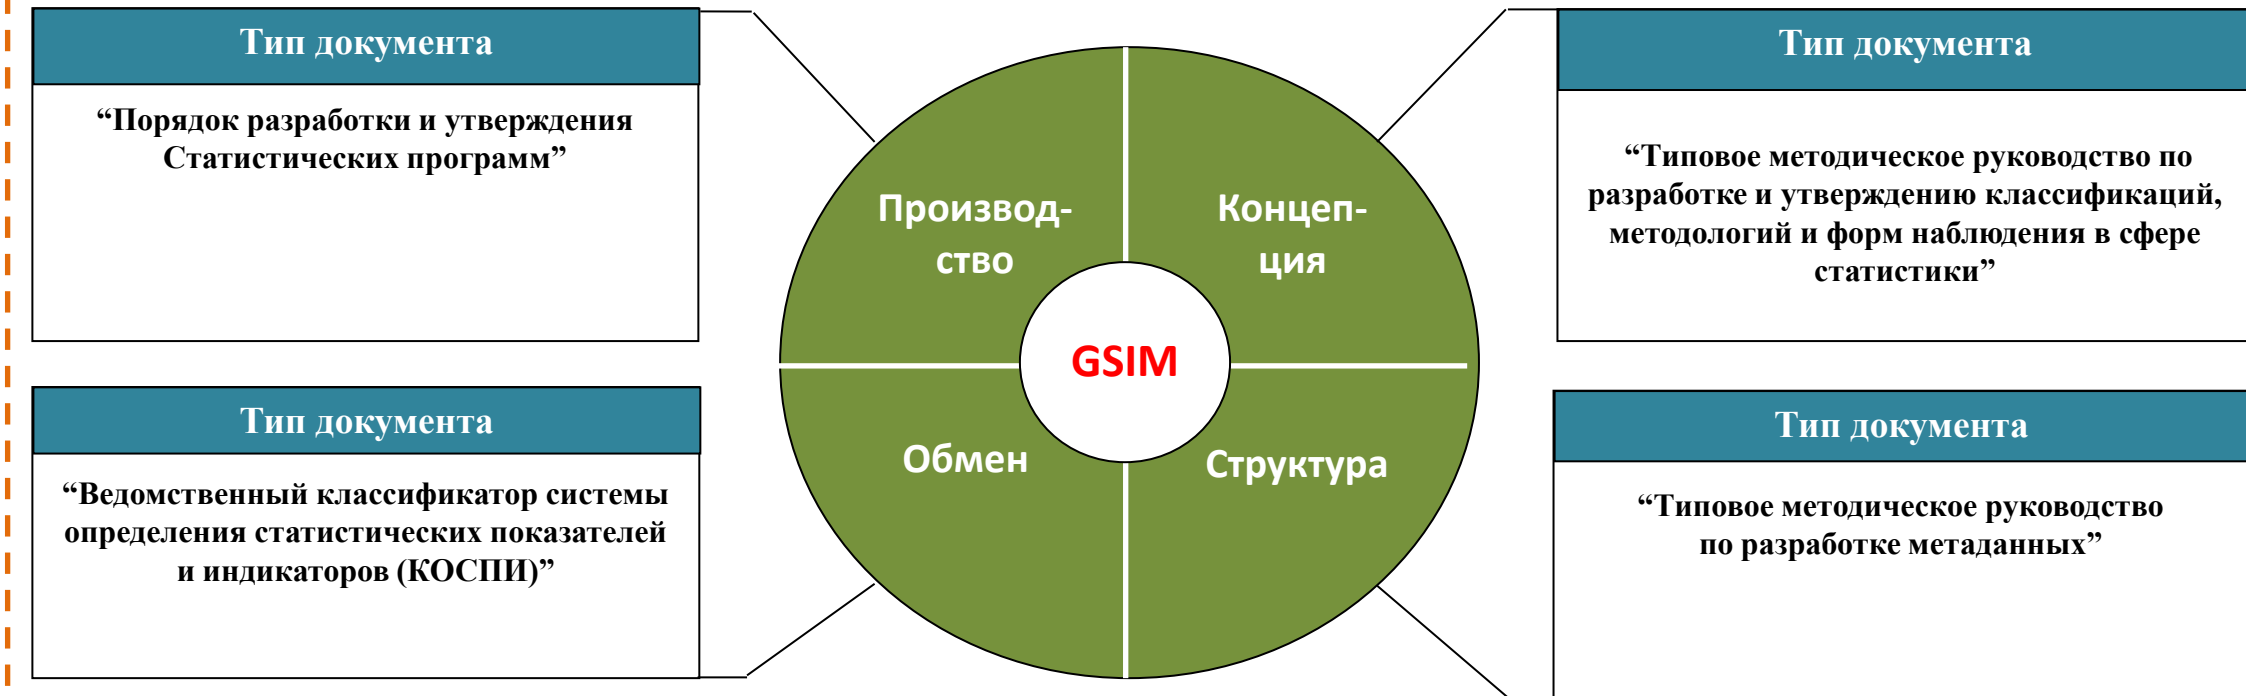 Тип документа
“Порядок разработки и утверждения
Статистических программ”
Тип документа
“Ведомственный классификатор системы
определения статистических показателей
и индикаторов (КОСПИ)”
Производ-
ство
Концеп-
ция
GSIM
Обмен
Структура
Тип документа
“Типовое методическое руководство по
разработке и утверждению классификаций,
методологий и форм наблюдения в сфере
статистики”
Тип документа
“Типовое методическое руководство
по разработке метаданных”